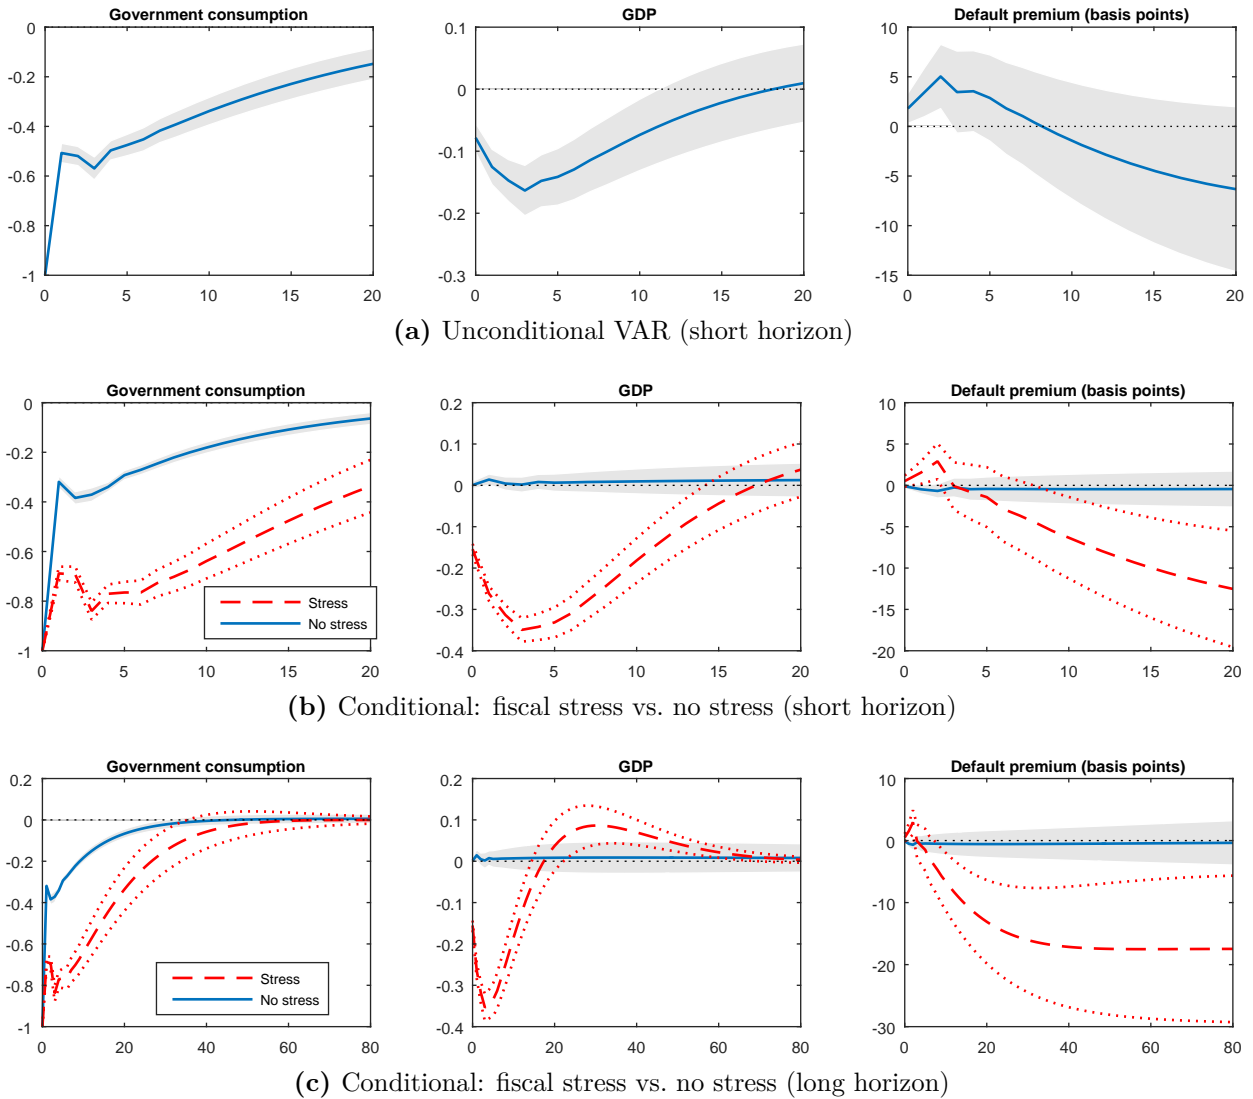 Government consumption
GDP
Default premium (basis points)
0
-0.2
-0.4
-0.6
-0.8
-1
0 5 10 15 20
0.1
0
-0.1
-0.2
-0.3
0 5 10 15 20
15
10
5
0
-5
-10
-15
0 5 10 15 20
(a) Unconditional VAR (short horizon)
Government consumption
GDP
Default premium (basis points)
0
-0.2
-0.4
-0.6
-0.8
-1
0 5 10 15 20
Stress
No stress
0.2
0.1
0
-0.1
-0.2
-0.3
-0.4
0 5 10 15 20
10
5
0
-5
-10
-15
-20
0 5 10 15 20
(b) Conditional: fiscal stress vs. no stress (short horizon)
Government consumption
GDP
Default premium (basis points)
0.2
0
-0.2
-0.4
-0.6
-0.8
-1
0 20 40 60 80
Stress
No stress
0.2
0.1
0
-0.1
-0.2
-0.3
-0.4
0 20 40 60 80
10
0
-10
-20
-30
0 20 40 60 80
(c) Conditional: fiscal stress vs. no stress (long horizon)